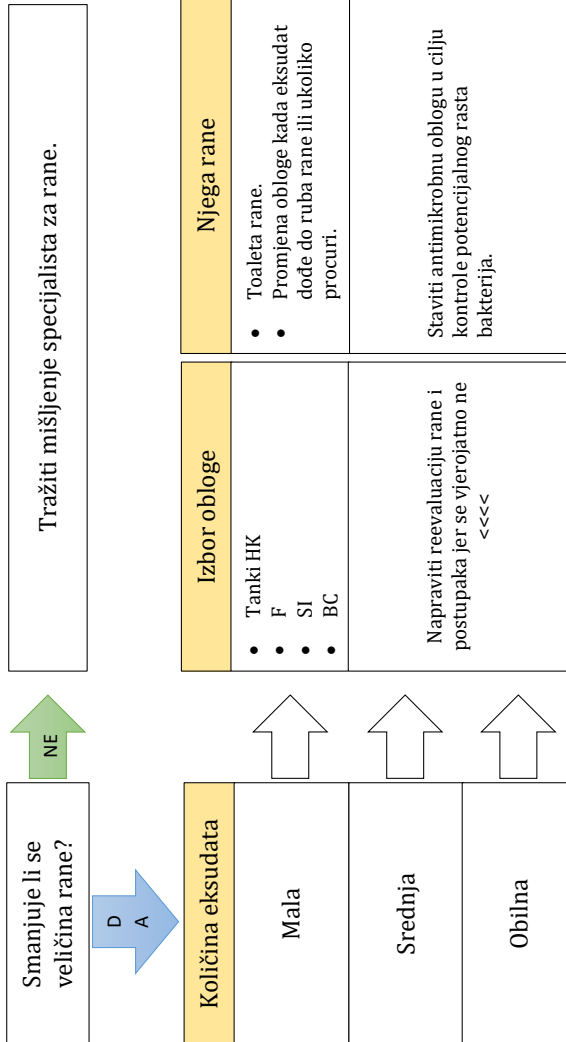 Smanjuje li se
veličina rane?
NE
Tražiti mišljenje specijalista za rane.
D
A
Količina eksudata
Izbor obloge
Njega rane
Mala
• Tanki HK
• F
• SI
• BC
• Toaleta rane.
• Promjena obloge kada eksudat
dođe do ruba rane ili ukoliko
procuri.
Srednja
Obilna
Napraviti reevaluaciju rane i
postupaka jer se vjerojatno ne
<<<<
Staviti antimikrobnu oblogu u cilju
kontrole potencijalnog rasta
bakterija.